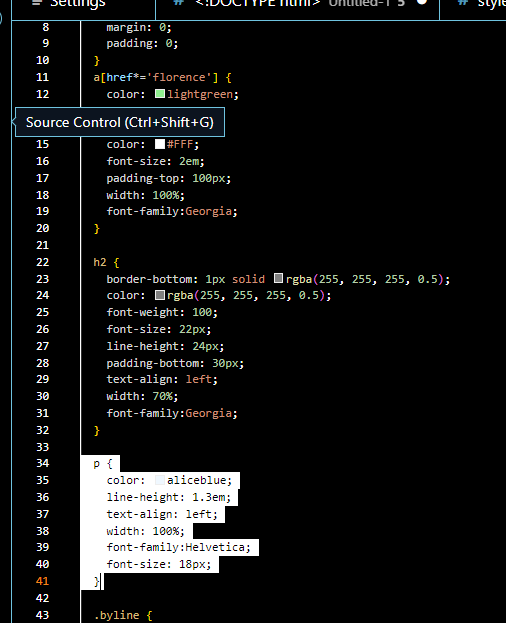 Settings # <!DOCTYPE html> Untitled-1 5 ● # style
8 margin: 0;
9 padding: 0;
10 }
11 a[href*='florence'] {
12 color: lightgreen;
Source Control (Ctrl+Shift+G)
15 color: #FFF;
16 font-size: 2em;
17 padding-top: 100px;
18 width: 100%;
19 font-family:Georgia;
20 }
21
22 h2 {
23 border-bottom: 1px solid rgba(255, 255, 255, 0.5);
24 color: rgba(255, 255, 255, 0.5);
25 font-weight: 100;
26 font-size: 22px;
27 line-height: 24px;
28 padding-bottom: 30px;
29 text-align: left;
30 width: 70%;
31 font-family:Georgia;
32 }
33
34 p {
35 color: aliceblue;
36 line-height: 1.3em;
37 text-align: left;
38 width: 100%;
39 font-family:Helvetica;
40 font-size: 18px;
41 }
42
43 .byline {